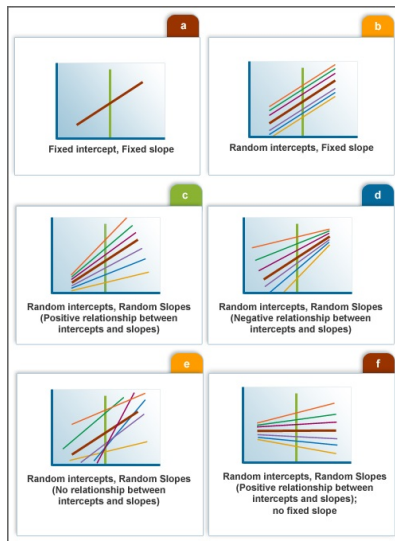 a
Fixed intercept, Fixed slope
b
Random intercepts, Fixed slope
c
Random intercepts, Random Slopes
(Positive relationship between
intercepts and slopes)
d
Random intercepts, Random Slopes
(Negative relationship between
intercepts and slopes)
e
Random intercepts, Random Slopes
(No relationship between
intercepts and slopes)
f
Random intercepts, Random Slopes
(Positive relationship between
intercepts and slopes);
no fixed slope